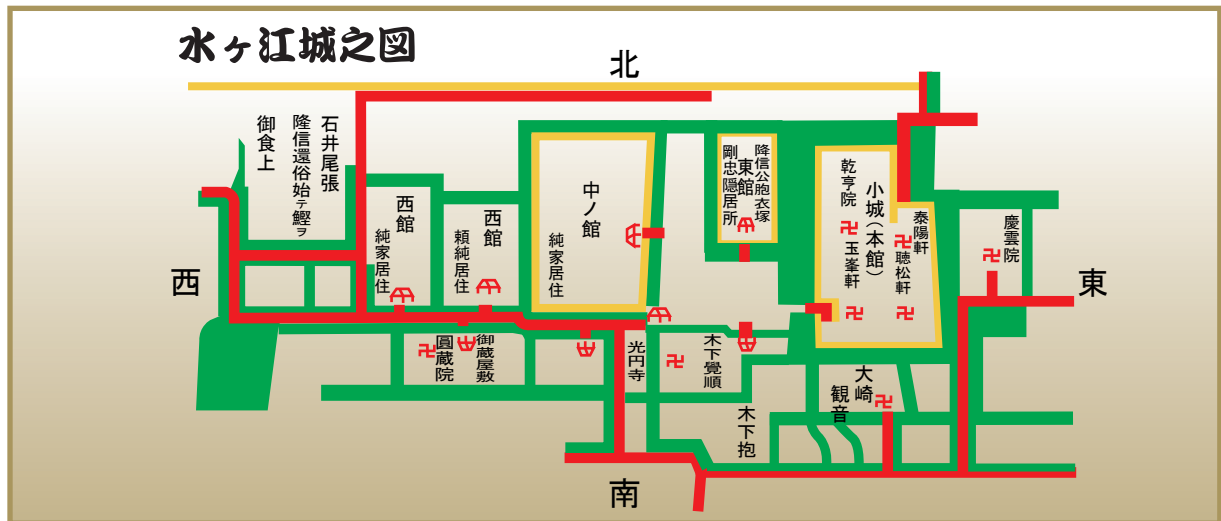 水ヶ江城之図
北
西
東
南
石井尾張
隆信還俗始テ鰹ヲ
御食上
西館
純家居住
西館
頼純居住
中ノ館
純家居住
降信公胞衣塚
東館
剛忠隠居所
小城(本館)
乾亨院
玉峯軒
泰陽軒
聴松軒
慶雲院
御蔵屋敷
圓蔵院
光円寺
木下覺順
木下抱
大崎
観音